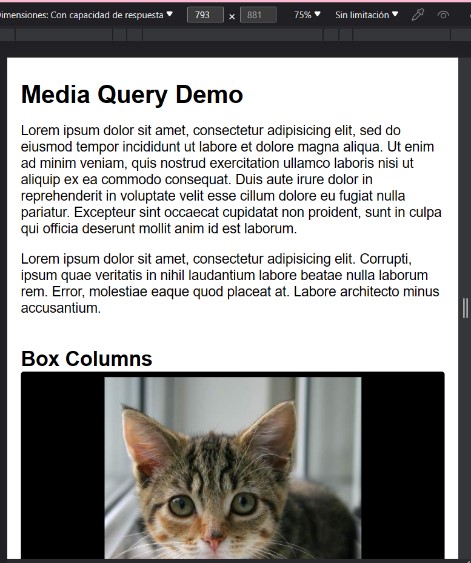 Dimensiones: Con capacidad de respuesta ▼ 793 × 881 75% ▼ Sin limitación ▼
Media Query Demo
Lorem ipsum dolor sit amet, consectetur adipisicing elit, sed do
eiusmod tempor incididunt ut labore et dolore magna aliqua. Ut enim
ad minim veniam, quis nostrud exercitation ullamco laboris nisi ut
aliquip ex ea commodo consequat. Duis aute irure dolor in
reprehenderit in voluptate velit esse cillum dolore eu fugiat nulla
pariatur. Excepteur sint occaecat cupidatat non proident, sunt in culpa
qui officia deserunt mollit anim id est laborum.
Lorem ipsum dolor sit amet, consectetur adipisicing elit. Corrupti,
ipsum quae veritatis in nihil laudantium labore beatae nulla laborum
rem. Error, molestiae eaque quod placeat at. Labore architecto minus
accusantium.
Box Columns